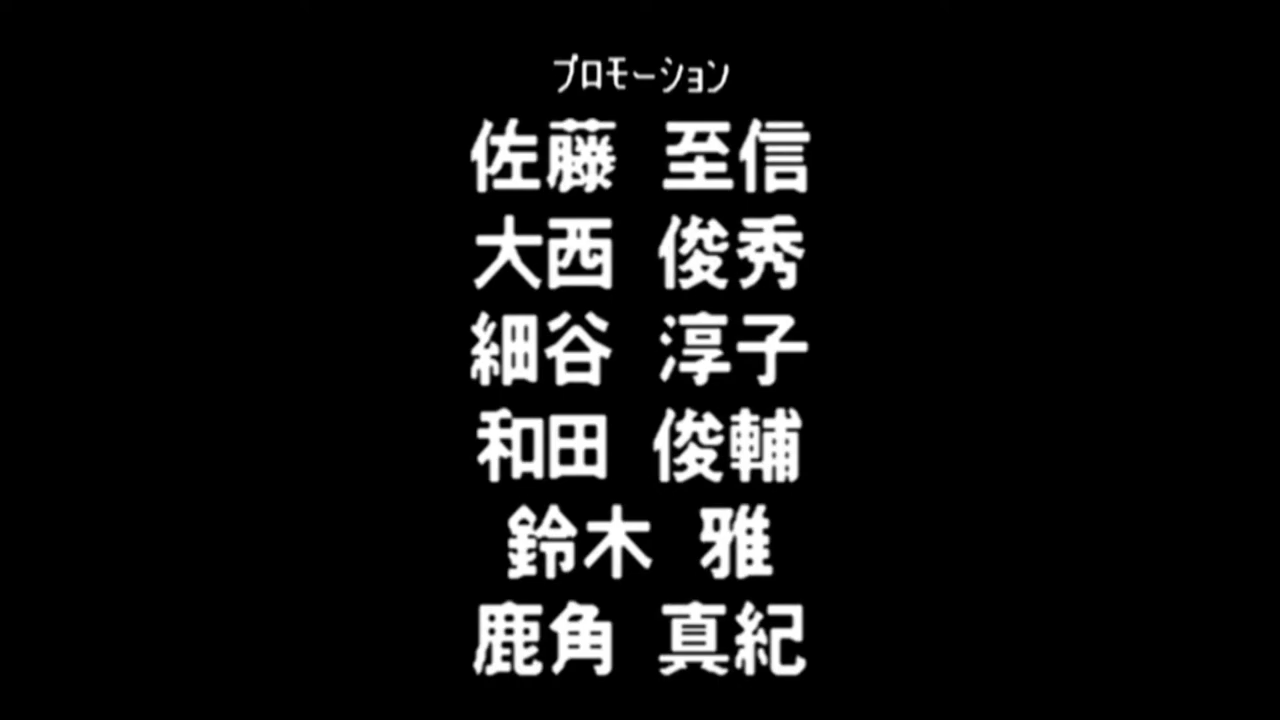 プロモーション
佐藤 至信
大西 俊秀
細谷 淳子
和田 俊輔
鈴木 雅
鹿角 真紀